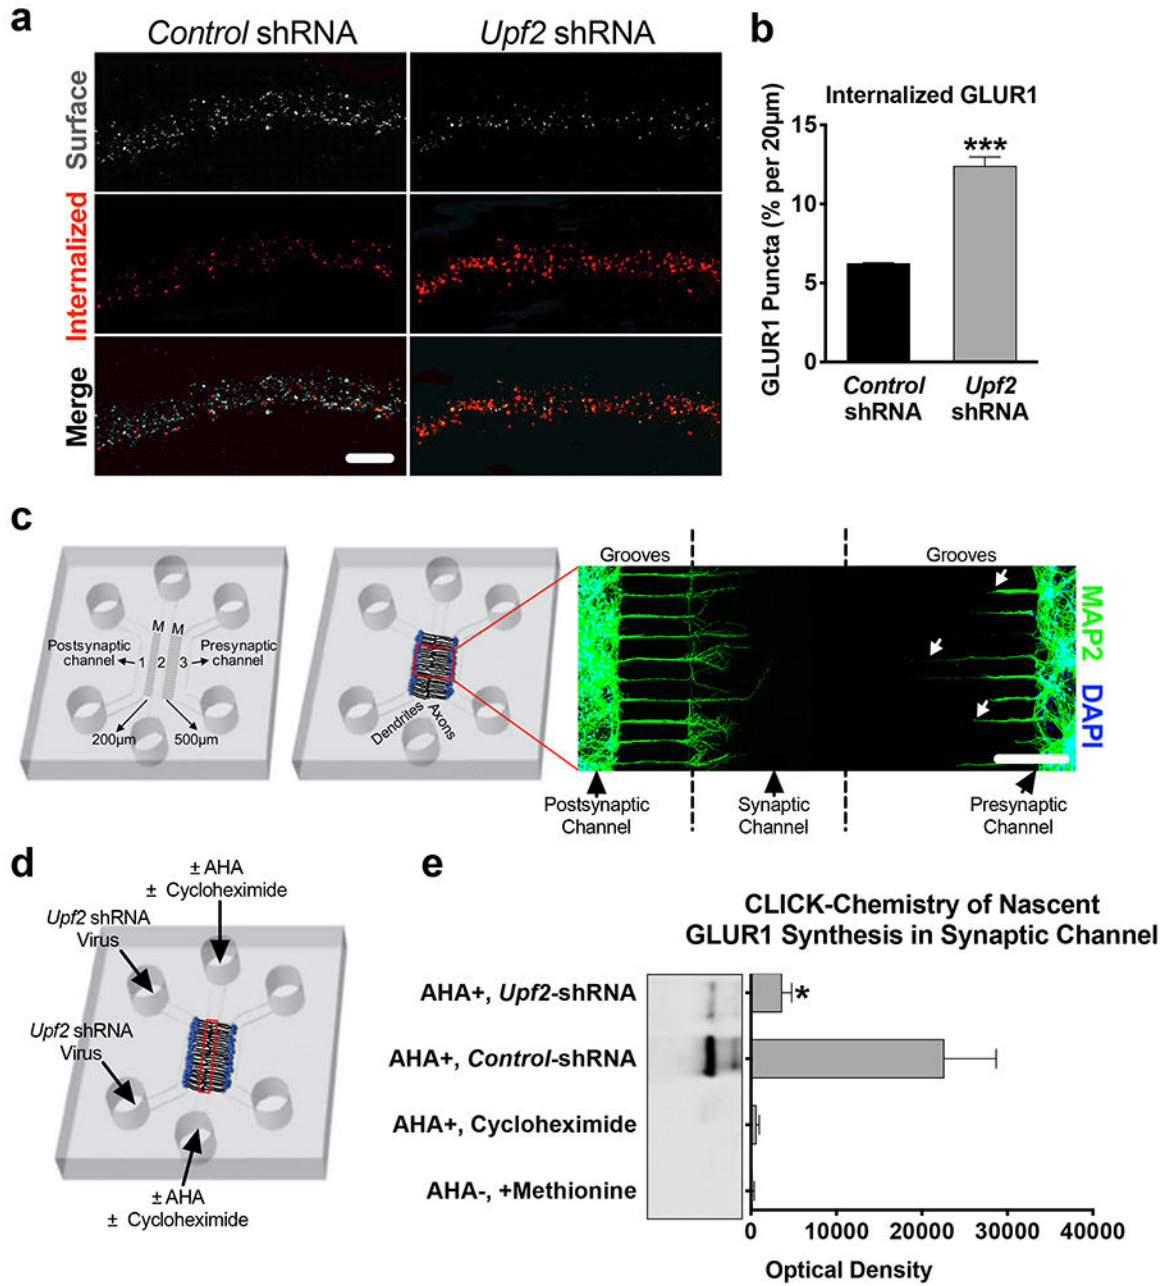 a
Control shRNA
Upf2 shRNA
Surface
Internalized
Merge
b
Internalized GLUR1
GLUR1 Puncta (% per 20µm)
15
10
5
0
***
Control
shRNA
Upf2
shRNA
c
M M
Postsynaptic
channel
1 2 3
Presynaptic
channel
200µm
500µm
Dendrites
Axons
Grooves
Grooves
MAP2
DAPI
Postsynaptic
Channel
Synaptic
Channel
Presynaptic
Channel
d
± AHA
± Cycloheximide
Upf2 shRNA
Virus
Upf2 shRNA
Virus
± AHA
± Cycloheximide
e
CLICK-Chemistry of Nascent
GLUR1 Synthesis in Synaptic Channel
AHA+, Upf2-shRNA
*
AHA+, Control-shRNA
AHA+, Cycloheximide
AHA-, +Methionine
0 10000 20000 30000 40000
Optical Density